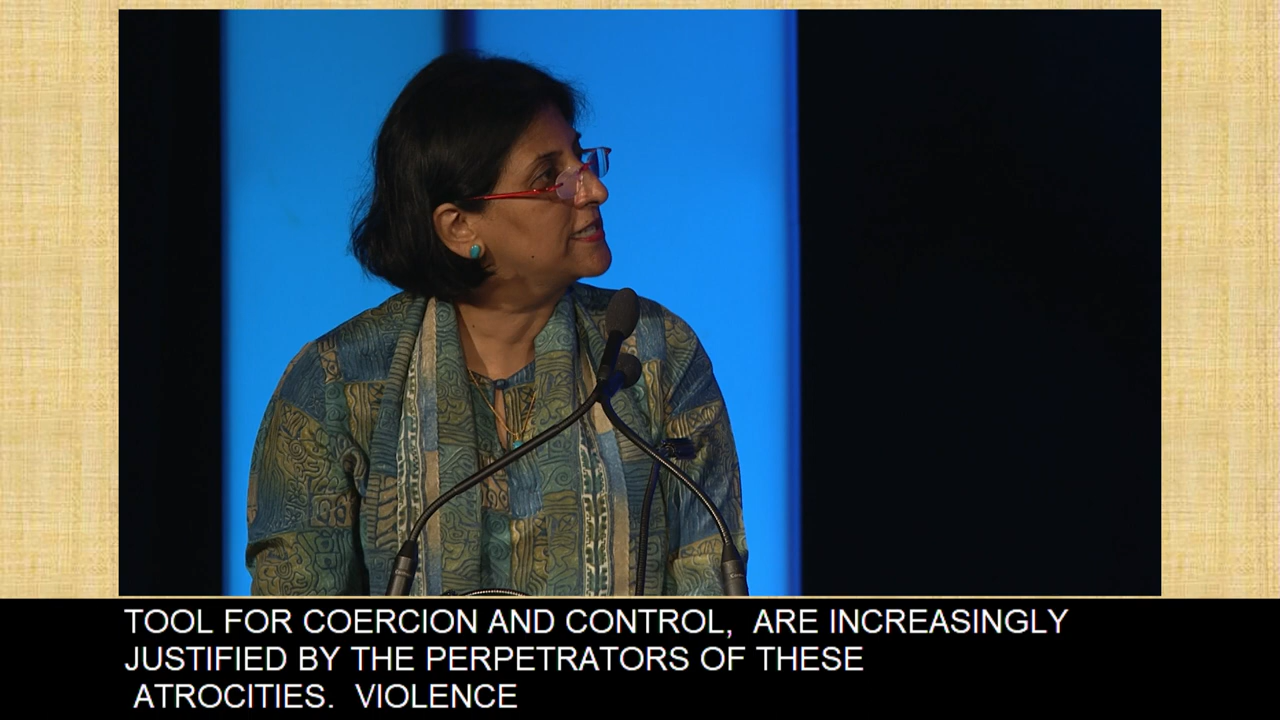 TOOL FOR COERCION AND CONTROL,  ARE INCREASINGLY
JUSTIFIED BY THE PERPETRATORS OF THESE
ATROCITIES.  VIOLENCE